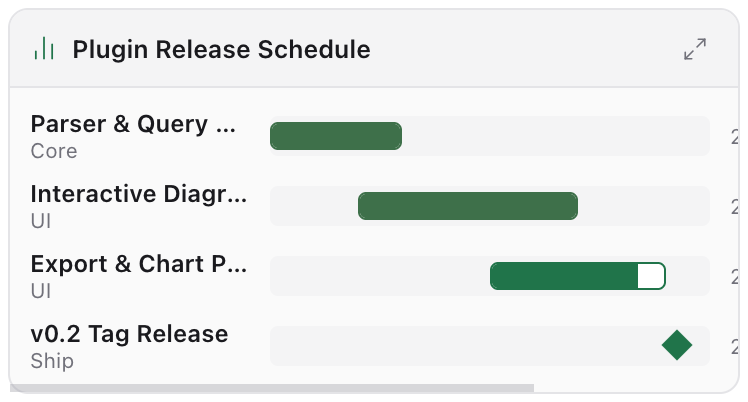 Plugin Release Schedule
Parser & Query ...
Core
Interactive Diagr...
UI
Export & Chart P...
UI
v0.2 Tag Release
Ship